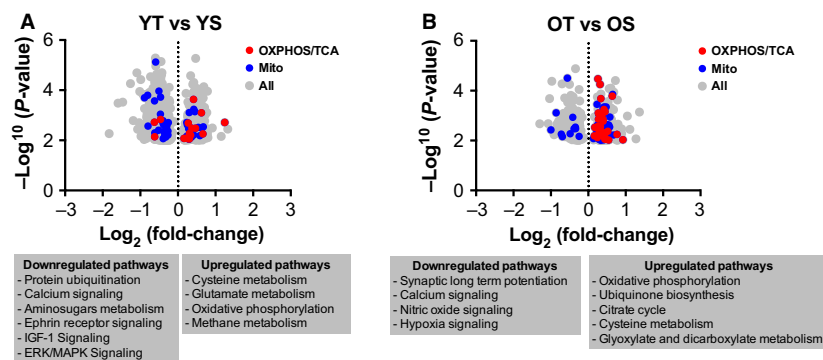 A
YT vs YS
–Log10 (P-value)
6
4
2
0
–3 –2 –1 0 1 2 3
Log2 (fold-change)
OXPHOS/TCA
Mito
All
Downregulated pathways
- Protein ubiquitination
- Calcium signaling
- Aminosugars metabolism
- Ephrin receptor signaling
- IGF-1 Signaling
- ERK/MAPK Signaling
Upregulated pathways
- Cysteine metabolism
- Glutamate metabolism
- Oxidative phosphorylation
- Methane metabolism
B
OT vs OS
–Log10 (P-value)
6
4
2
0
–3 –2 –1 0 1 2 3
Log2 (fold-change)
OXPHOS/TCA
Mito
All
Downregulated pathways
- Synaptic long term potentiation
- Calcium signaling
- Nitric oxide signaling
- Hypoxia signaling
Upregulated pathways
- Oxidative phosphorylation
- Ubiquinone biosynthesis
- Citrate cycle
- Cysteine metabolism
- Glyoxylate and dicarboxylate metabolism